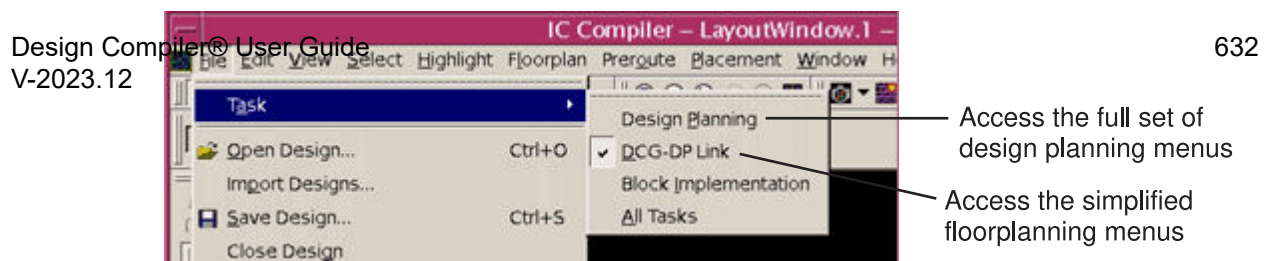 IC Compiler – LayoutWindow.1 –
Design Compiler® User Guide
632
V-2023.12
File Edit View Select Highlight Floorplan Preroute Placement Window H
Task
Design Planning
Access the full set of
design planning menus
Open Design... Ctrl+O
DCG-DP Link
Import Designs...
Block Implementation
Access the simplified
floorplanning menus
Save Design... Ctrl+S
All Tasks
Close Design